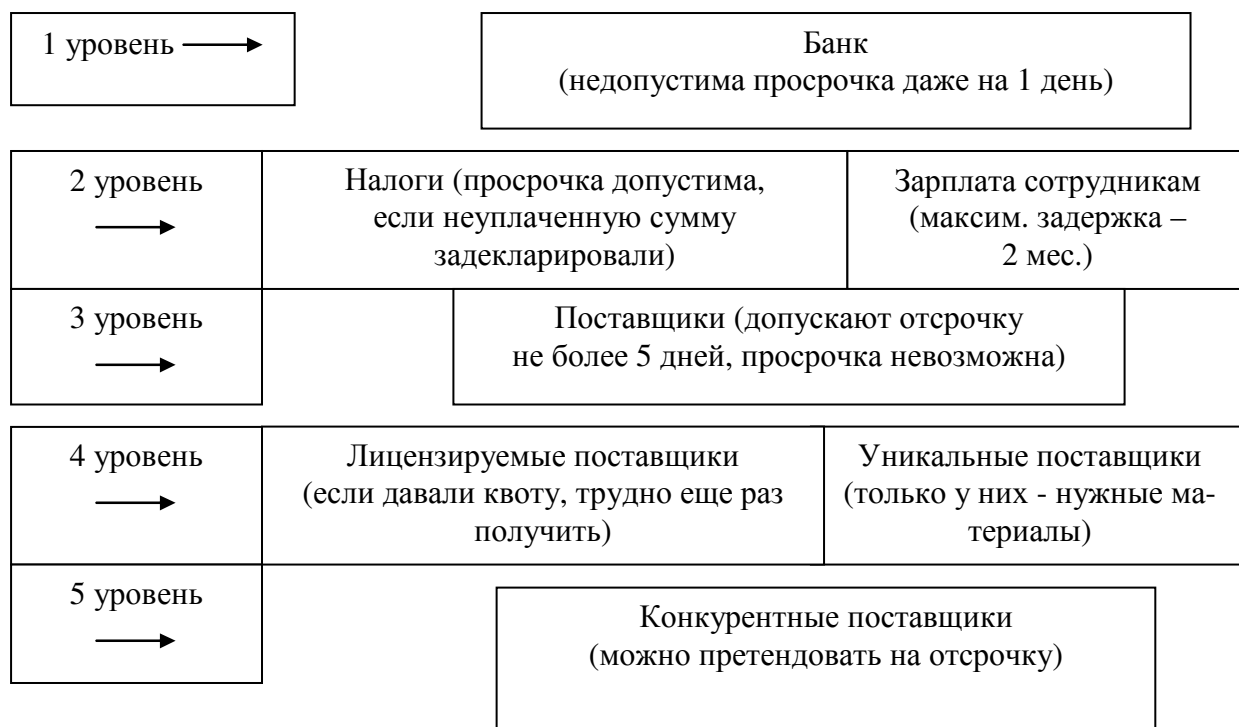 1 уровень
Банк
(недопустима просрочка даже на 1 день)
2 уровень
Налоги (просрочка допустима,
если неуплаченную сумму
задекларировали)
Зарплата сотрудникам
(максим. задержка –
2 мес.)
3 уровень
Поставщики (допускают отсрочку
не более 5 дней, просрочка невозможна)
4 уровень
Лицензируемые поставщики
(если давали квоту, трудно еще раз
получить)
Уникальные поставщики
(только у них - нужные ма-
териалы)
5 уровень
Конкурентные поставщики
(можно претендовать на отсрочку)